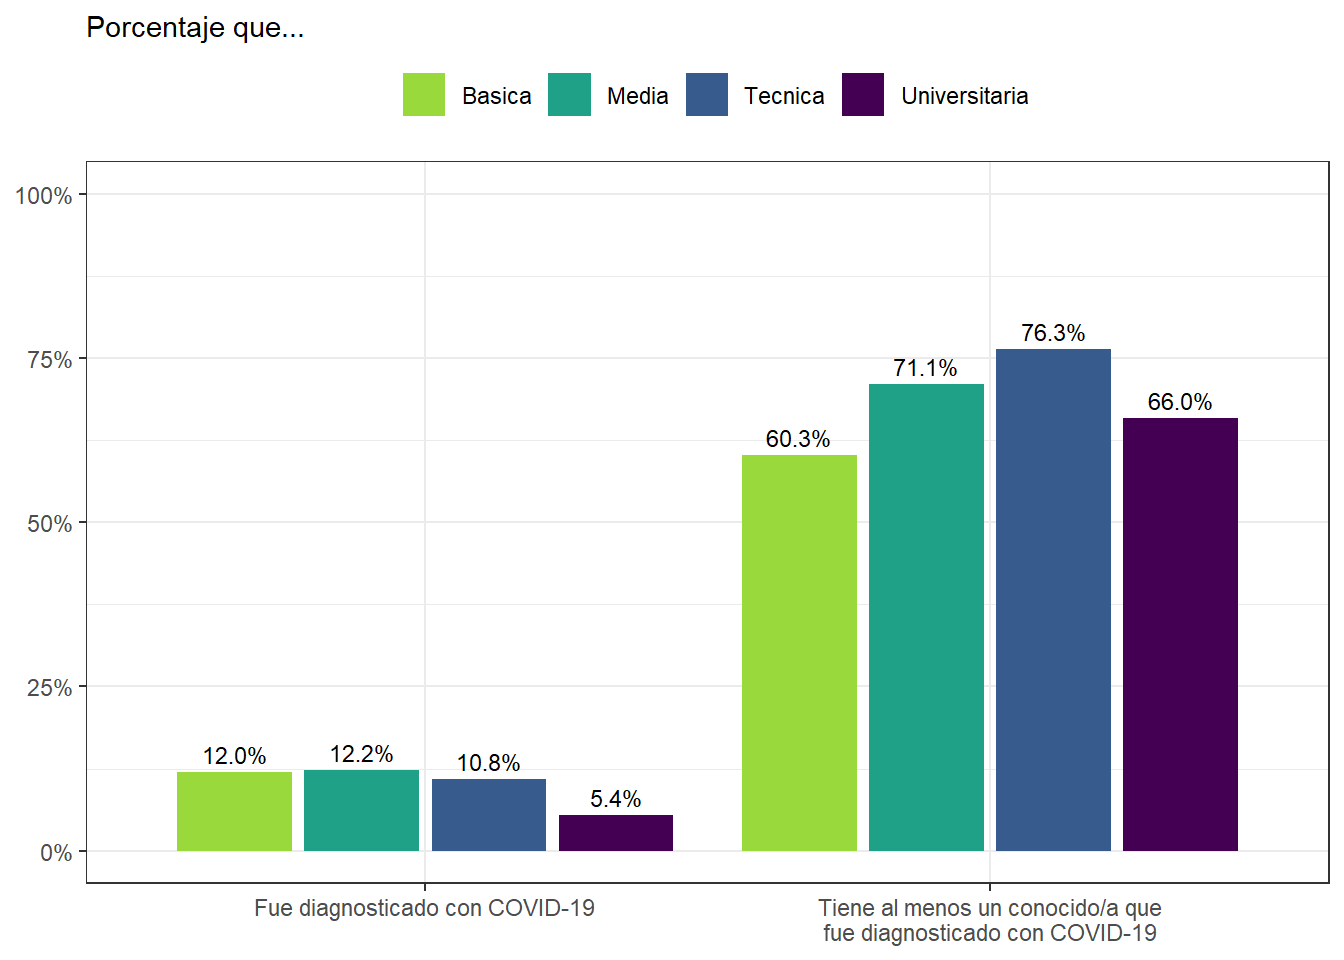 Porcentaje que...
Basica Media Tecnica Universitaria
100%
75%
50%
25%
0%
12.0%
12.2%
10.8%
5.4%
60.3%
71.1%
76.3%
66.0%
Fue diagnosticado con COVID-19
Tiene al menos un conocido/a que
fue diagnosticado con COVID-19